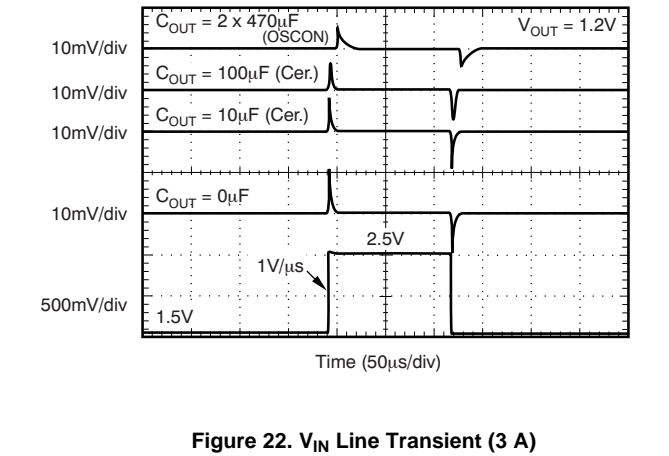 C_OUT = 2 x 470μF
(OSCON)
V_OUT = 1.2V
10mV/div
C_OUT = 100μF (Cer.)
10mV/div
C_OUT = 10μF (Cer.)
10mV/div
C_OUT = 0μF
10mV/div
2.5V
1V/μs
500mV/div
1.5V
Time (50μs/div)
Figure 22. V_IN Line Transient (3 A)